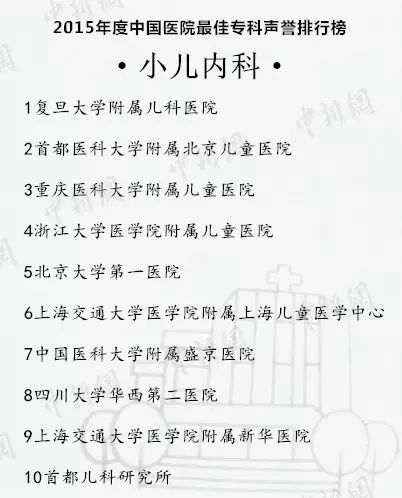 2015年度中国医院最佳专科声誉排行榜
·小儿内科·
1复旦大学附属儿科医院
2首都医科大学附属北京儿童医院
3重庆医科大学附属儿童医院
4浙江大学医学院附属儿童医院
5北京大学第一医院
6上海交通大学医学院附属上海儿童医学中心
7中国医科大学附属盛京医院
8四川大学华西第二医院
9上海交通大学医学院附属新华医院
10首都儿科研究所
中新網